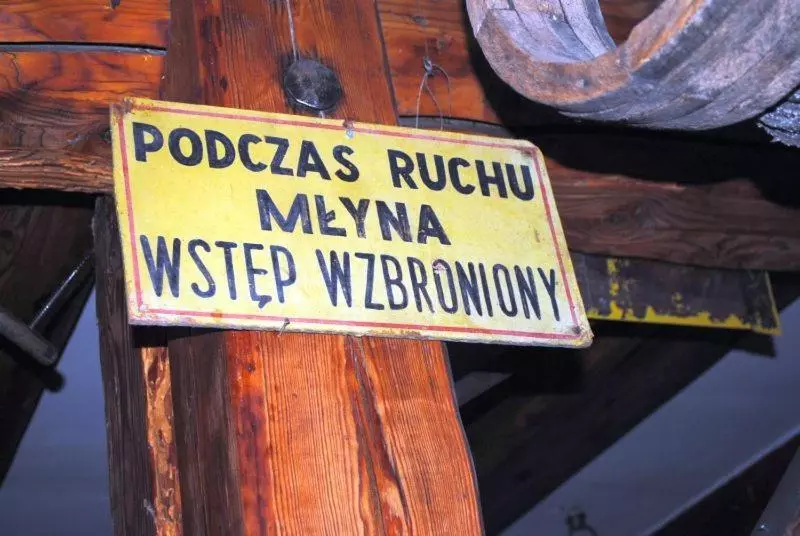 PODCZAS RUCHU
MŁYNA
WSTĘP WZBRONIONY